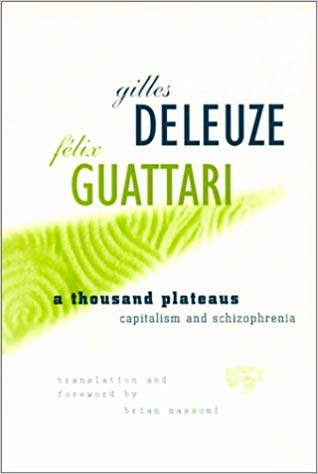 gilles
DELEUZE
félix
GUATTARI
a thousand plateaus
capitalism and schizophrenia
translation and
foreword by
brian massumi